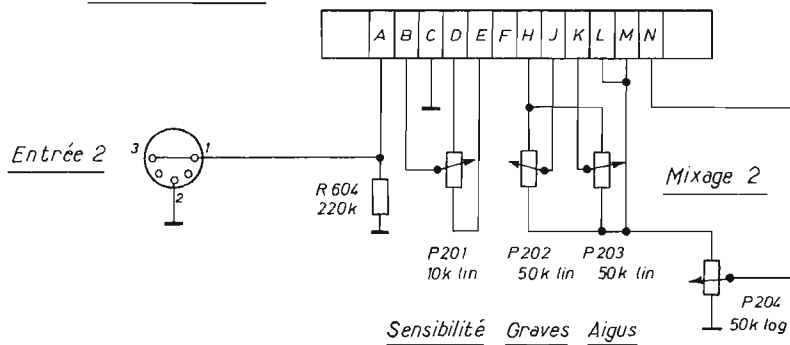 A B C D E F H J K L M N
Entrée 2
3
1
2
R 604
220k
P201
10k lin
P202
50k lin
P203
50k lin
Mixage 2
P204
50k log
Sensibilité Graves Aigus